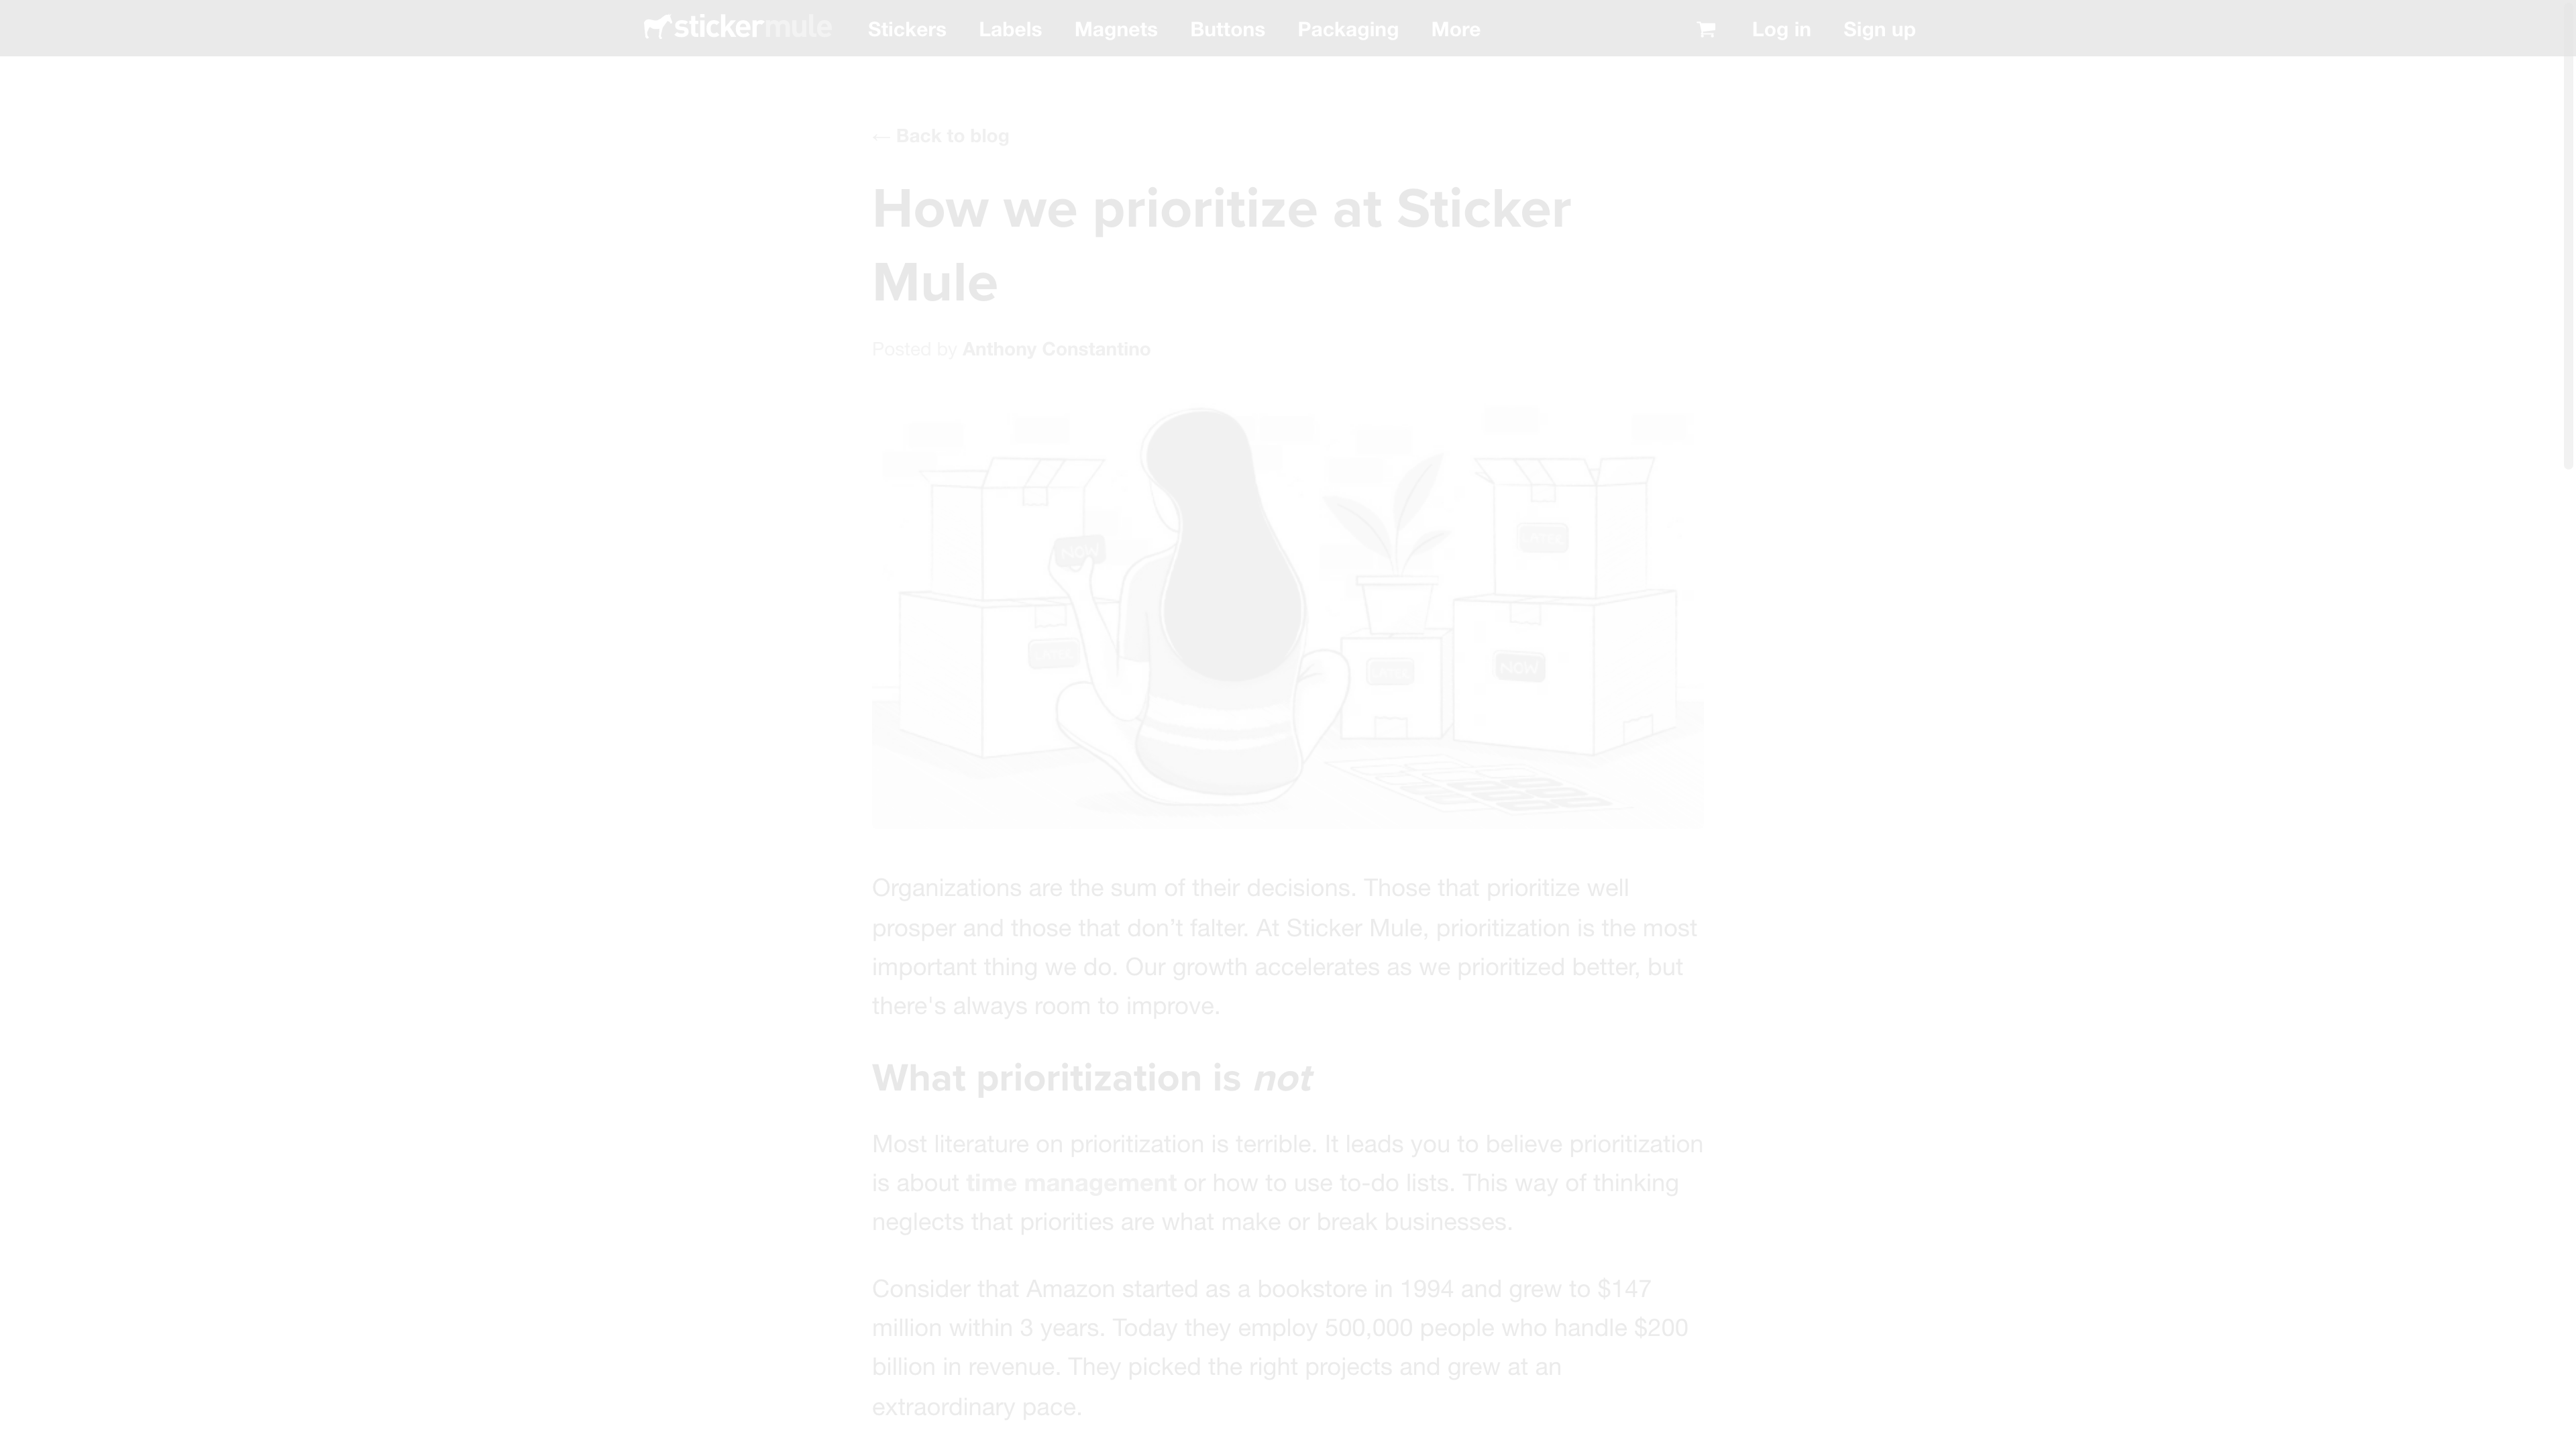 stickermule Stickers Labels Magnets Buttons Packaging More Log in Sign up
← Back to blog
How we prioritize at Sticker
Mule
Posted by Anthony Constantino
NOW
NOW
Organizations are the sum of their decisions. Those that prioritize well
prosper and those that don't falter. At Sticker Mule, prioritization is the most
important thing we do. Our growth accelerates as we prioritized better, but
there's always room to improve.
What prioritization is not
Most literature on prioritization is terrible. It leads you to believe prioritization
is about time management or how to use to-do lists. This way of thinking
neglects that priorities are what make or break businesses.
Consider that Amazon started as a bookstore in 1994 and grew to $147
million within 3 years. Today they employ 500,000 people who handle $200
billion in revenue. They picked the right projects and grew at an
extraordinary pace.